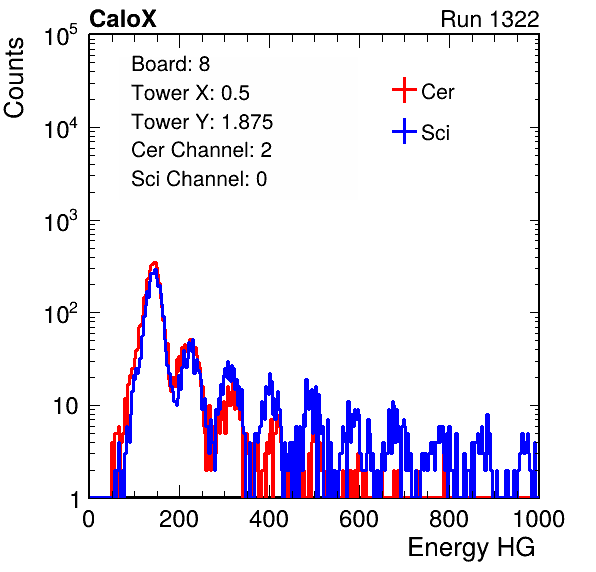 CaloX Run 1322
Counts
10^5
10^4
10^3
10^2
10
1
Board: 8
Tower X: 0.5
Tower Y: 1.875
Cer Channel: 2
Sci Channel: 0
Cer
Sci
0 200 400 600 800 1000
Energy HG